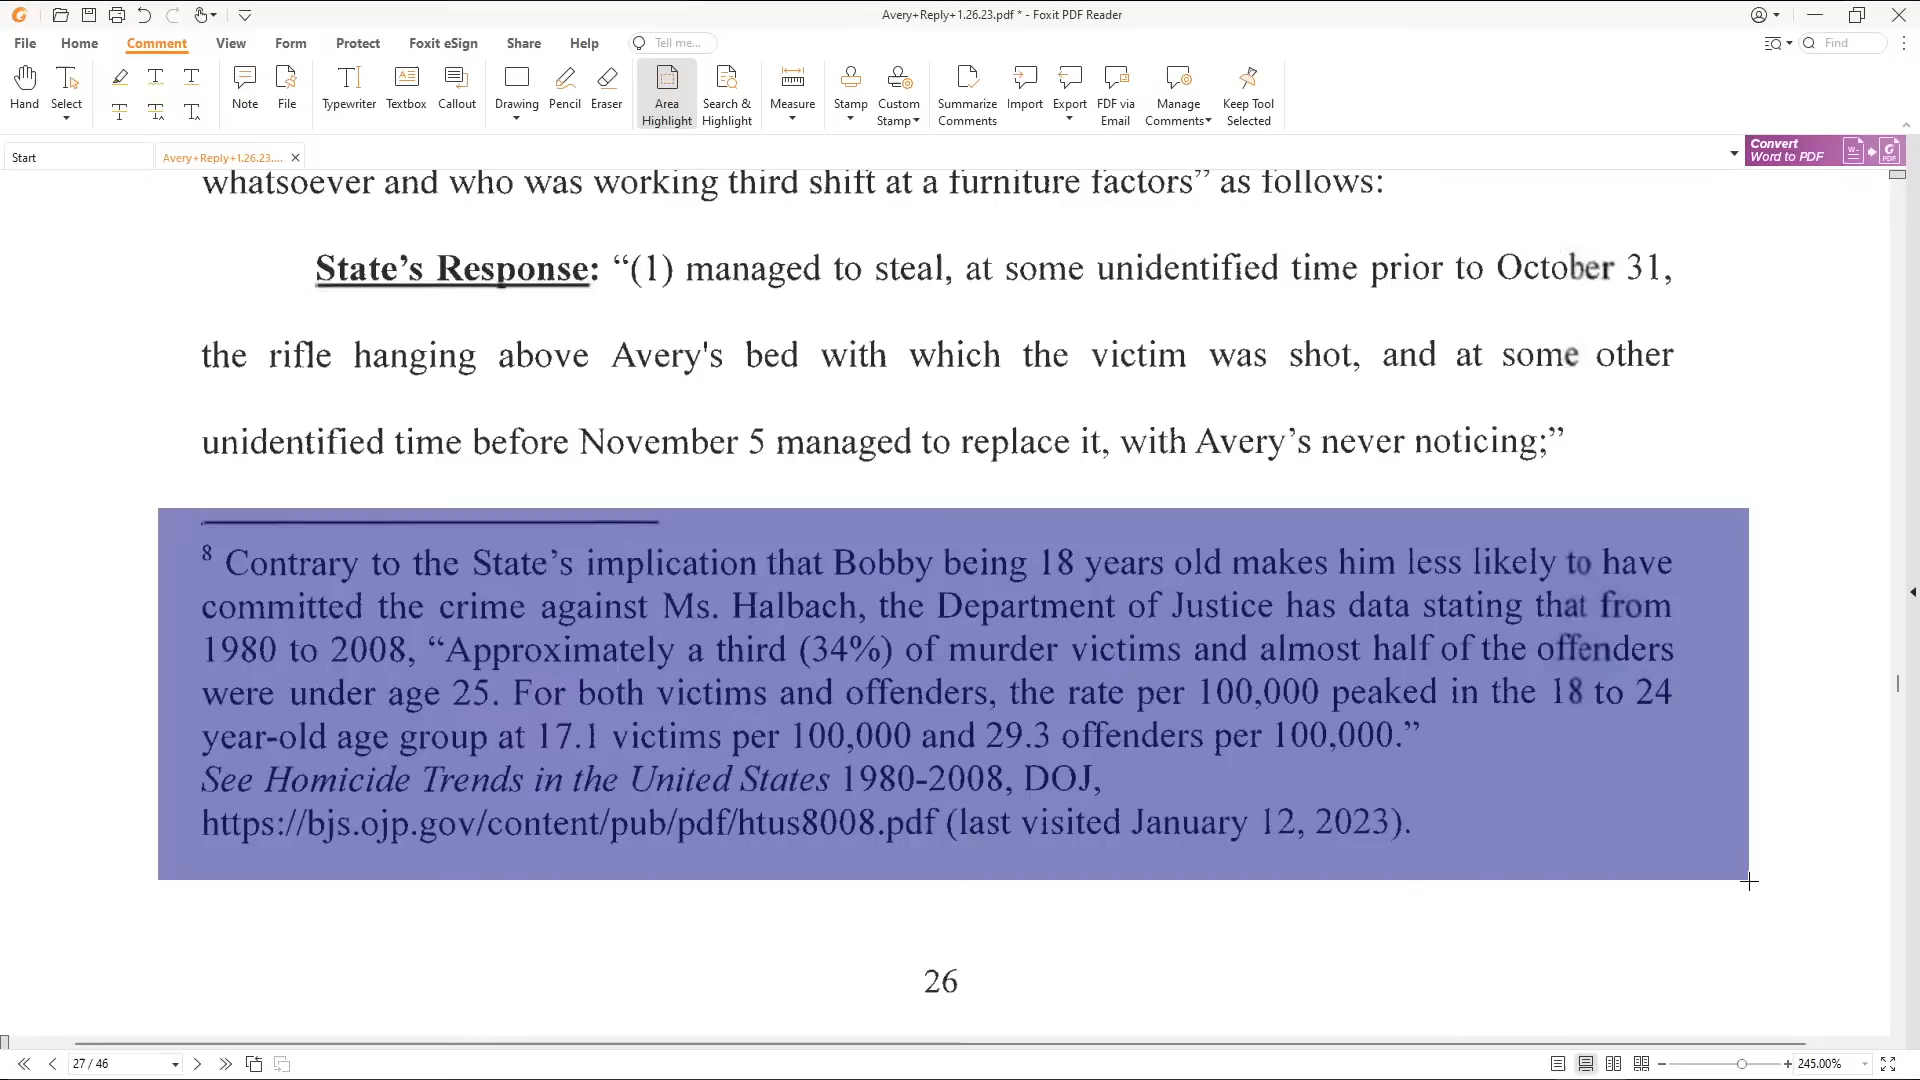 Avery+Reply+1.26.23.pdf * - Foxit PDF Reader
File Home Comment View Form Protect Foxit eSign Share Help Tell me... Find
Hand Select Note File Typewriter Textbox Callout Drawing Pencil Eraser Area Highlight Search & Highlight Measure Stamp Custom Stamp Summarize Comments Import Export FDF via Email Manage Comments Keep Tool Selected
Start Avery+Reply+1.26.23.... Convert Word to PDF
whatsoever and who was working third shift at a furniture factors” as follows:
State’s Response: “(1) managed to steal, at some unidentified time prior to October 31,
the rifle hanging above Avery's bed with which the victim was shot, and at some other
unidentified time before November 5 managed to replace it, with Avery’s never noticing;”
8 Contrary to the State’s implication that Bobby being 18 years old makes him less likely to have
committed the crime against Ms. Halbach, the Department of Justice has data stating that from
1980 to 2008, “Approximately a third (34%) of murder victims and almost half of the offenders
were under age 25. For both victims and offenders, the rate per 100,000 peaked in the 18 to 24
year-old age group at 17.1 victims per 100,000 and 29.3 offenders per 100,000.”
See Homicide Trends in the United States 1980-2008, DOJ,
https://bjs.ojp.gov/content/pub/pdf/htus8008.pdf (last visited January 12, 2023).
26
27 / 46 245.00%